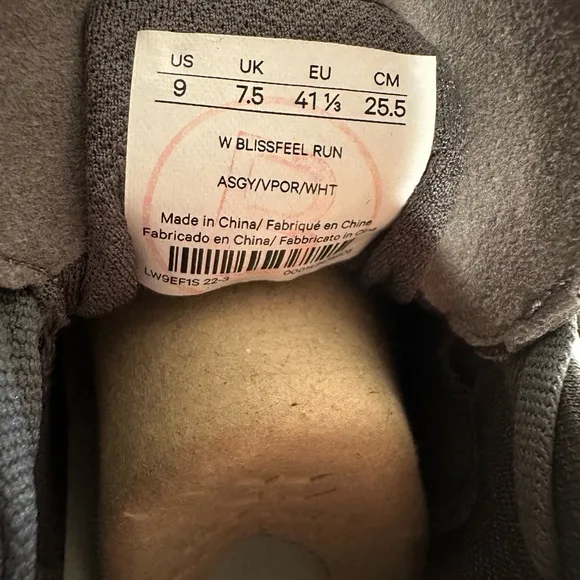 US UK EU CM
9 7.5 41 ⅓ 25.5
W BLISSFEEL RUN
ASGY/VPOR/WHT
Made in China/ Fabriqué en Chine
Fabricado en China/ Fabbricato in Cina
LW9EF1S 22-3